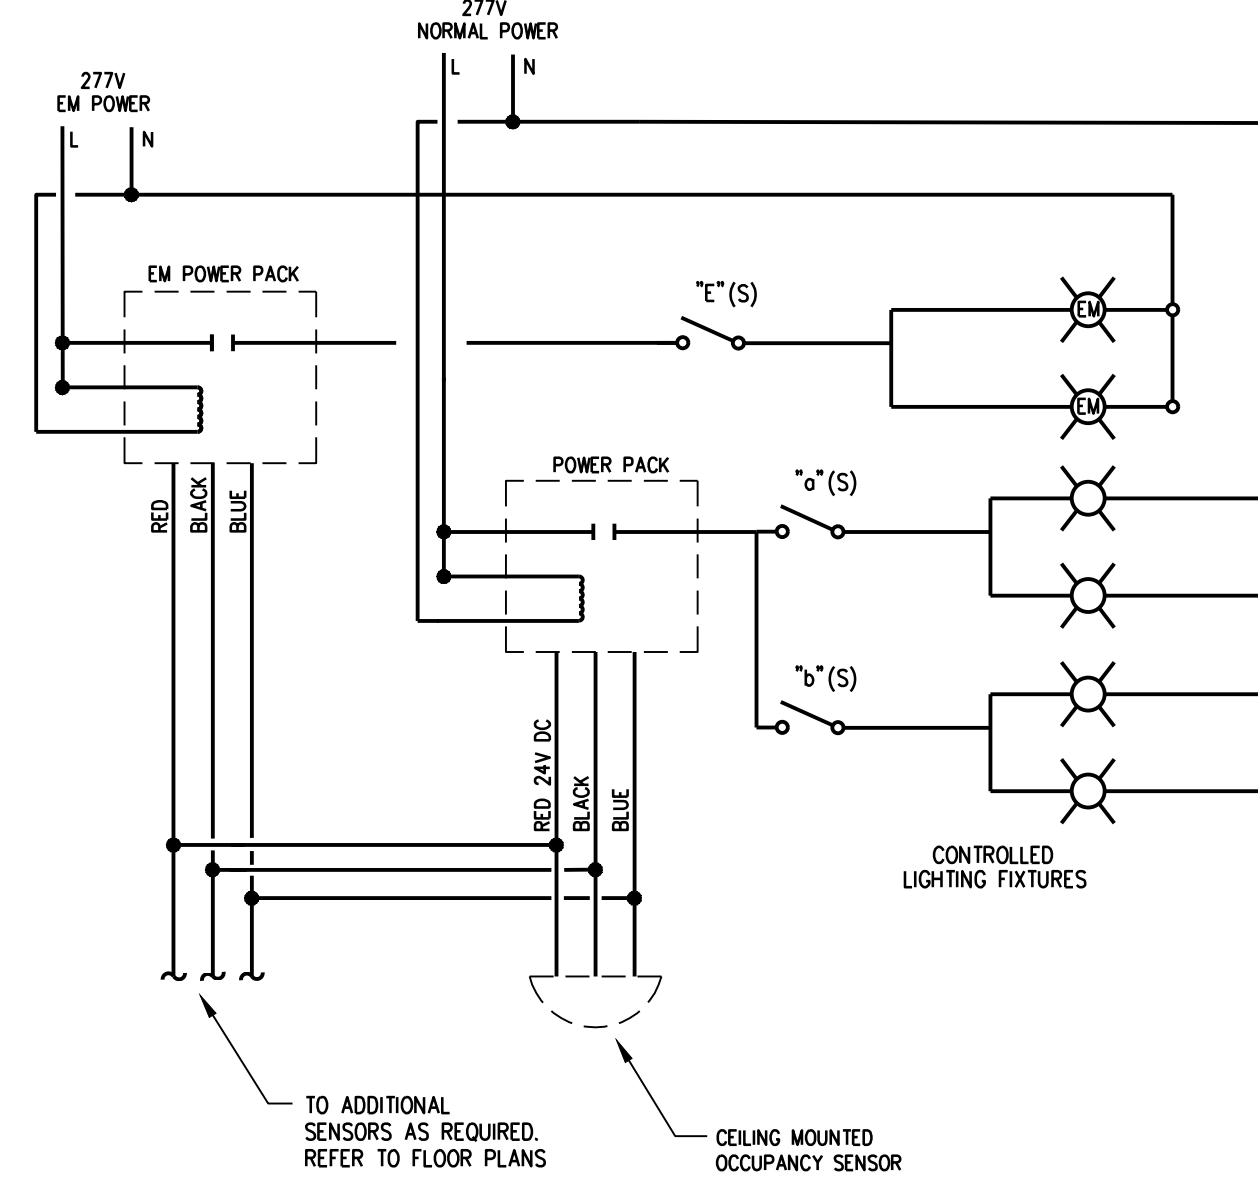 277V
NORMAL POWER
L
N
277V
EM POWER
L
N
EM POWER PACK
"E"(S)
EM
EM
POWER PACK
"a"(S)
"b"(S)
RED
BLACK
BLUE
RED 24V DC
BLACK
BLUE
CONTROLLED
LIGHTING FIXTURES
TO ADDITIONAL
SENSORS AS REQUIRED.
REFER TO FLOOR PLANS
CEILING MOUNTED
OCCUPANCY SENSOR